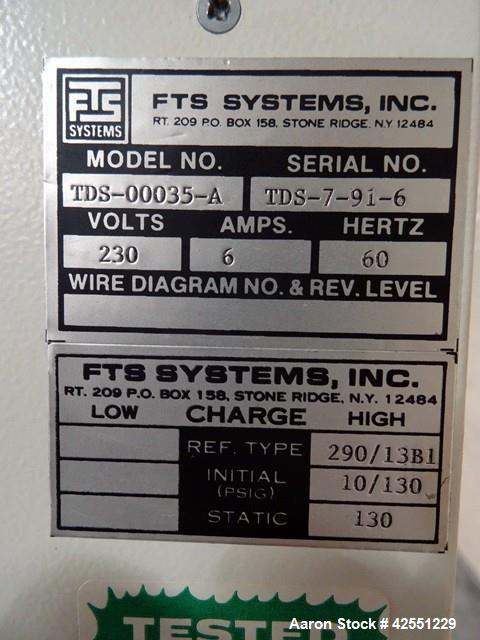 FTS
SYSTEMS
FTS SYSTEMS, INC.
RT. 209 P.O. BOX 158, STONE RIDGE, N.Y 12484
MODEL NO. SERIAL NO.
TDS-00035-A TDS-7-91-6
VOLTS AMPS. HERTZ
230 6 60
WIRE DIAGRAM NO. & REV. LEVEL
FTS SYSTEMS, INC.
RT. 209 P.O. BOX 158, STONE RIDGE, N.Y. 12484
LOW CHARGE HIGH
REF. TYPE 290/13B1
INITIAL 10/130
(PSIG)
STATIC 130
TESTED
Aaron Stock # 42551229